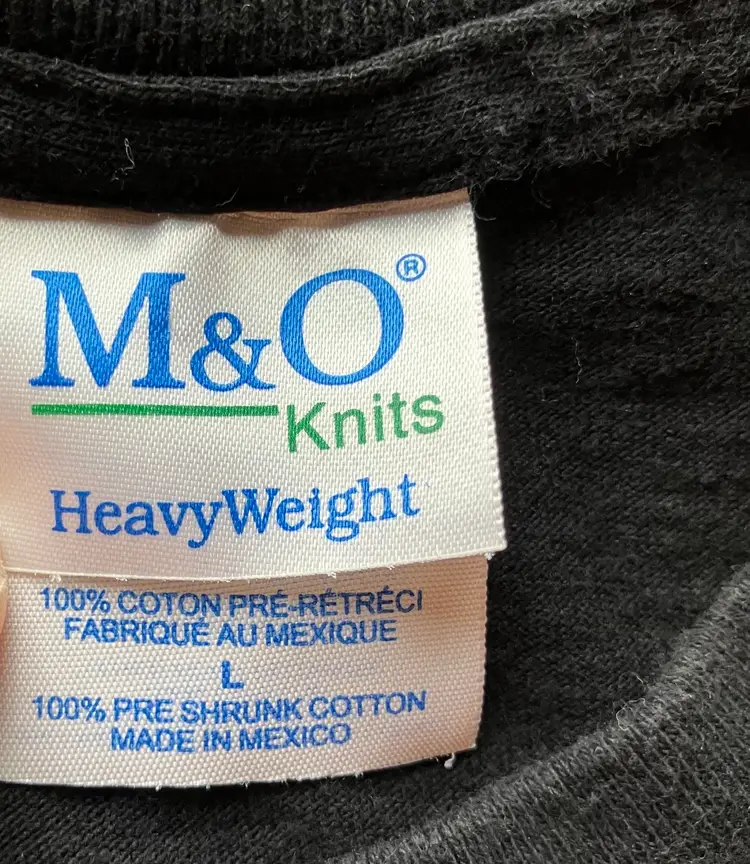 M&O®
Knits
HeavyWeight
100% COTON PRÉ-RÉTRÉCI
FABRIQUÉ AU MEXIQUE
L
100% PRE SHRUNK COTTON
MADE IN MEXICO